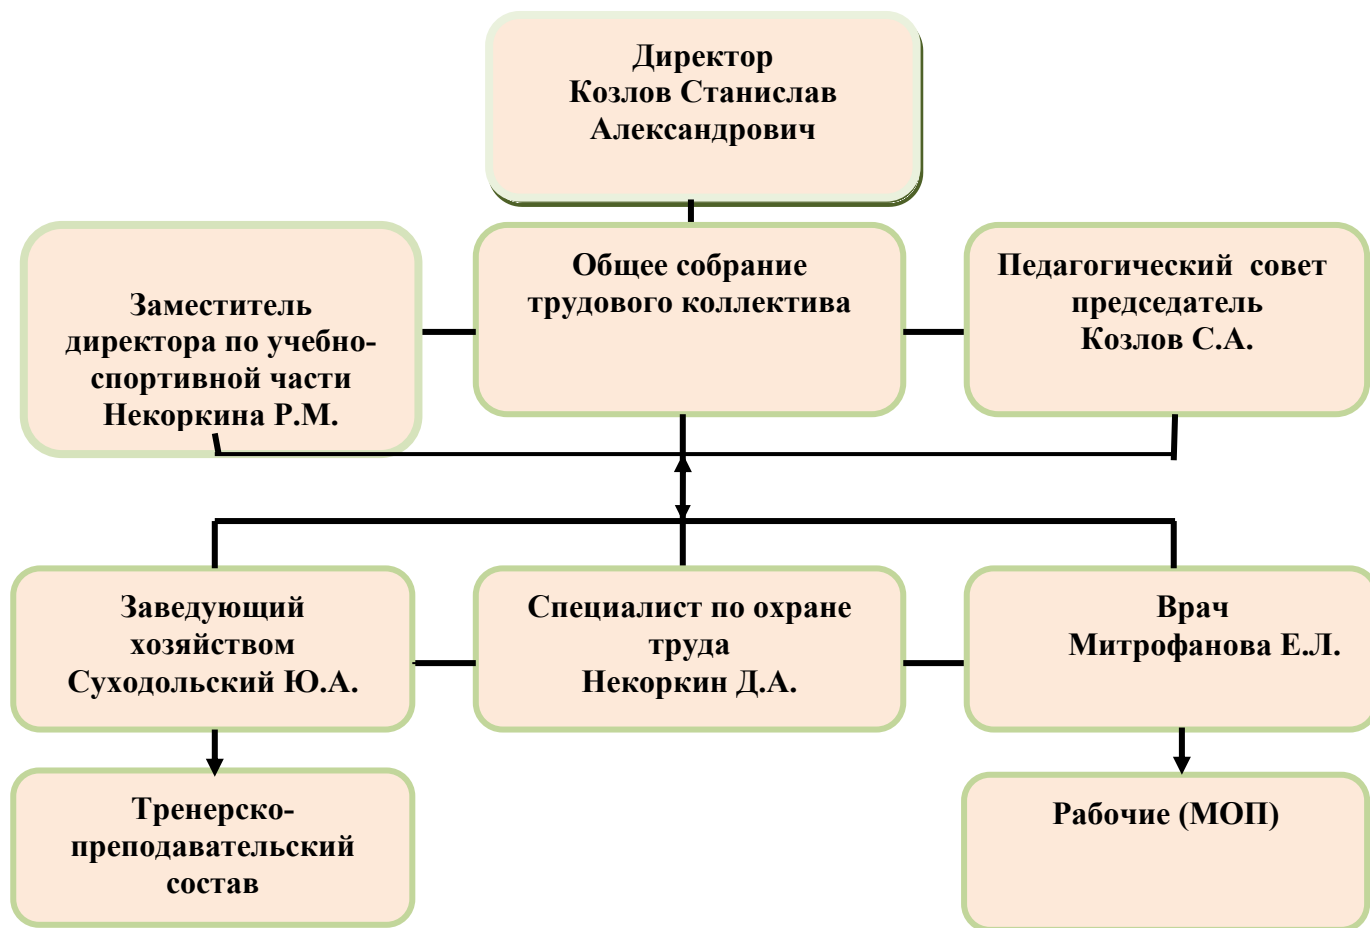 Директор
Козлов Станислав
Александрович
Заместитель
директора по учебно-
спортивной части
Некоркина Р.М.
Общее собрание
трудового коллектива
Педагогический совет
председатель
Козлов С.А.
Заведующий
хозяйством
Суходольский Ю.А.
Специалист по охране
труда
Некоркин Д.А.
Врач
Митрофанова Е.Л.
Тренерско-
преподавательский
состав
Рабочие (МОП)